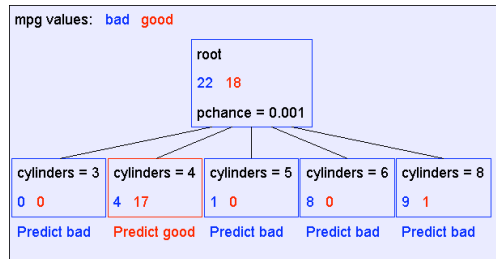 mpg values: bad good
root
22 18
pchance = 0.001
cylinders = 3
0 0
Predict bad
cylinders = 4
4 17
Predict good
cylinders = 5
1 0
Predict bad
cylinders = 6
8 0
Predict bad
cylinders = 8
9 1
Predict bad